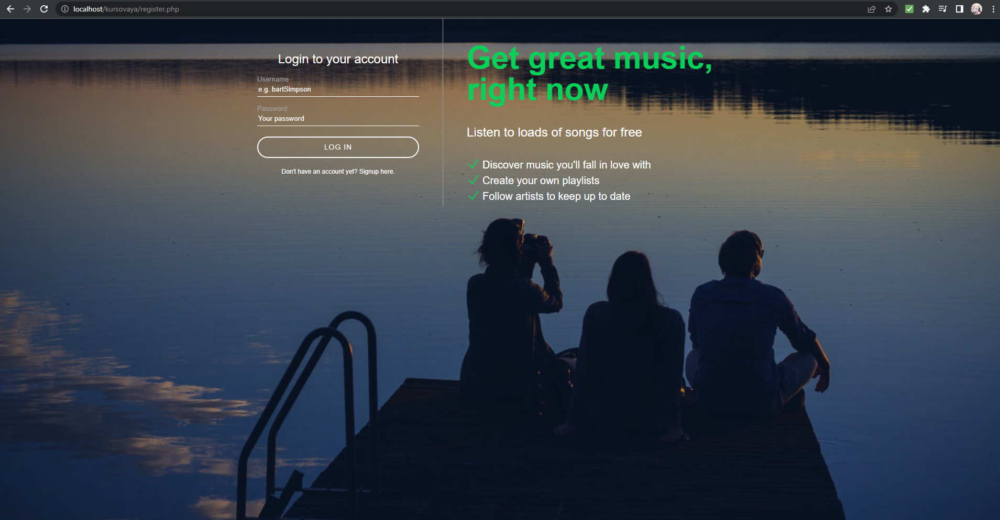 localhost/kursovaya/register.php
Login to your account
Username
e.g. bartSimpson
Password
Your password
LOG IN
Don't have an account yet? Signup here.
Get great music,
right now
Listen to loads of songs for free
Discover music you'll fall in love with
Create your own playlists
Follow artists to keep up to date